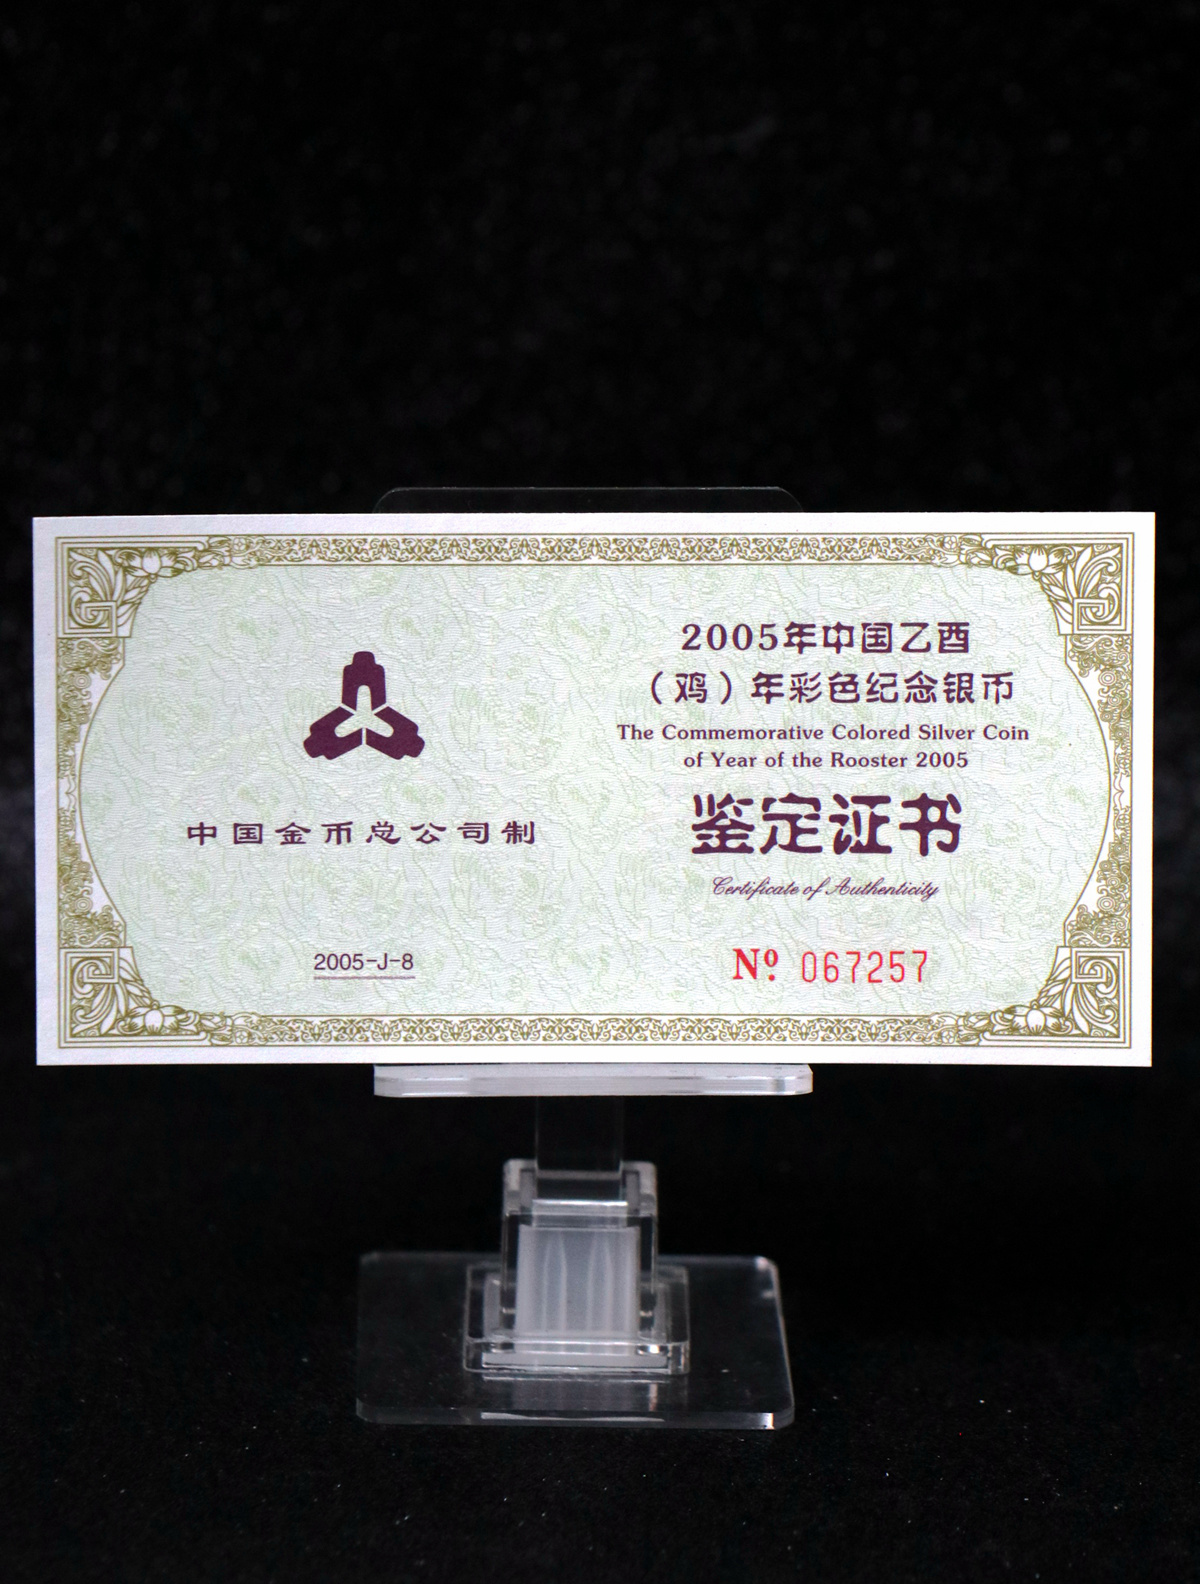 中国金币总公司制
2005-J-8
2005年中国乙酉
（鸡）年彩色纪念银币
The Commemorative Colored Silver Coin
of Year of the Rooster 2005
鉴定证书
Certificate of Authenticity
Nº 067257